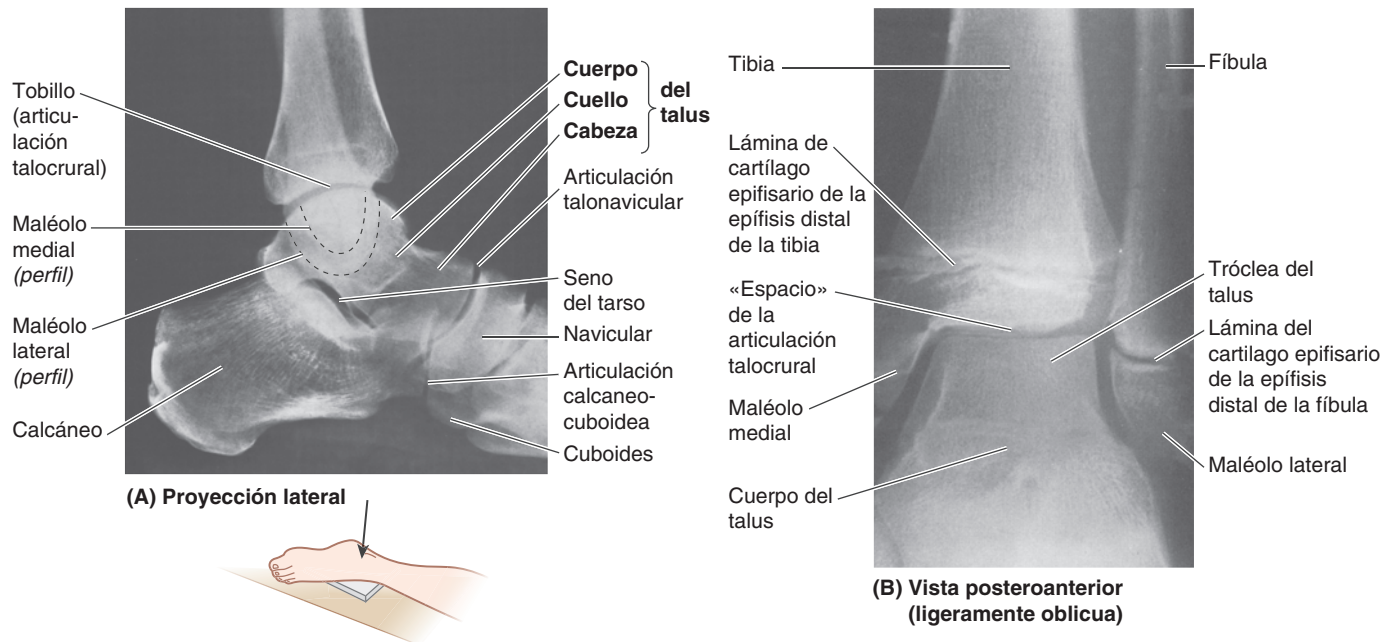 Tobillo
(articu-
lación
talocrural)
Maléolo
medial
(perfil)
Maléolo
lateral
(perfil)
Calcáneo
Cuerpo
Cuello
Cabeza
del
talus
Articulación
talonavicular
Seno
del tarso
Navicular
Articulación
calcaneo-
cuboidea
Cuboides
(A) Proyección lateral
Tibia
Lámina de
cartílago
epifisario de la
epífisis distal
de la tibia
«Espacio»
de la
articulación
talocrural
Maléolo
medial
Cuerpo del
talus
Fíbula
Tróclea del
talus
Lámina del
cartilago epifisario
de la epífisis
distal de la fíbula
Maléolo lateral
(B) Vista posteroanterior
(ligeramente oblicua)